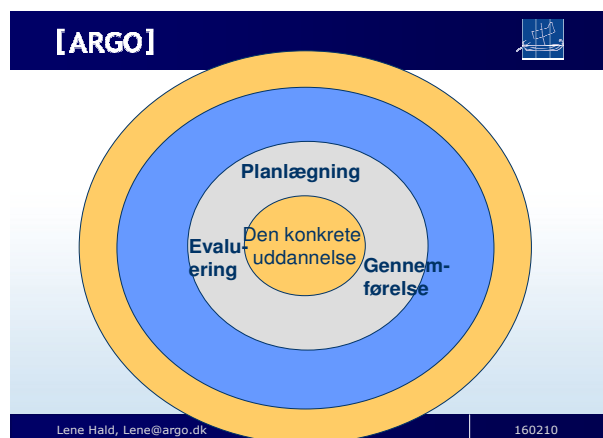 [ARGO]
Planlægning
Den konkrete
uddannelse
Evalu-
ering
Gennem-
førelse
Lene Hald, Lene@argo.dk
160210